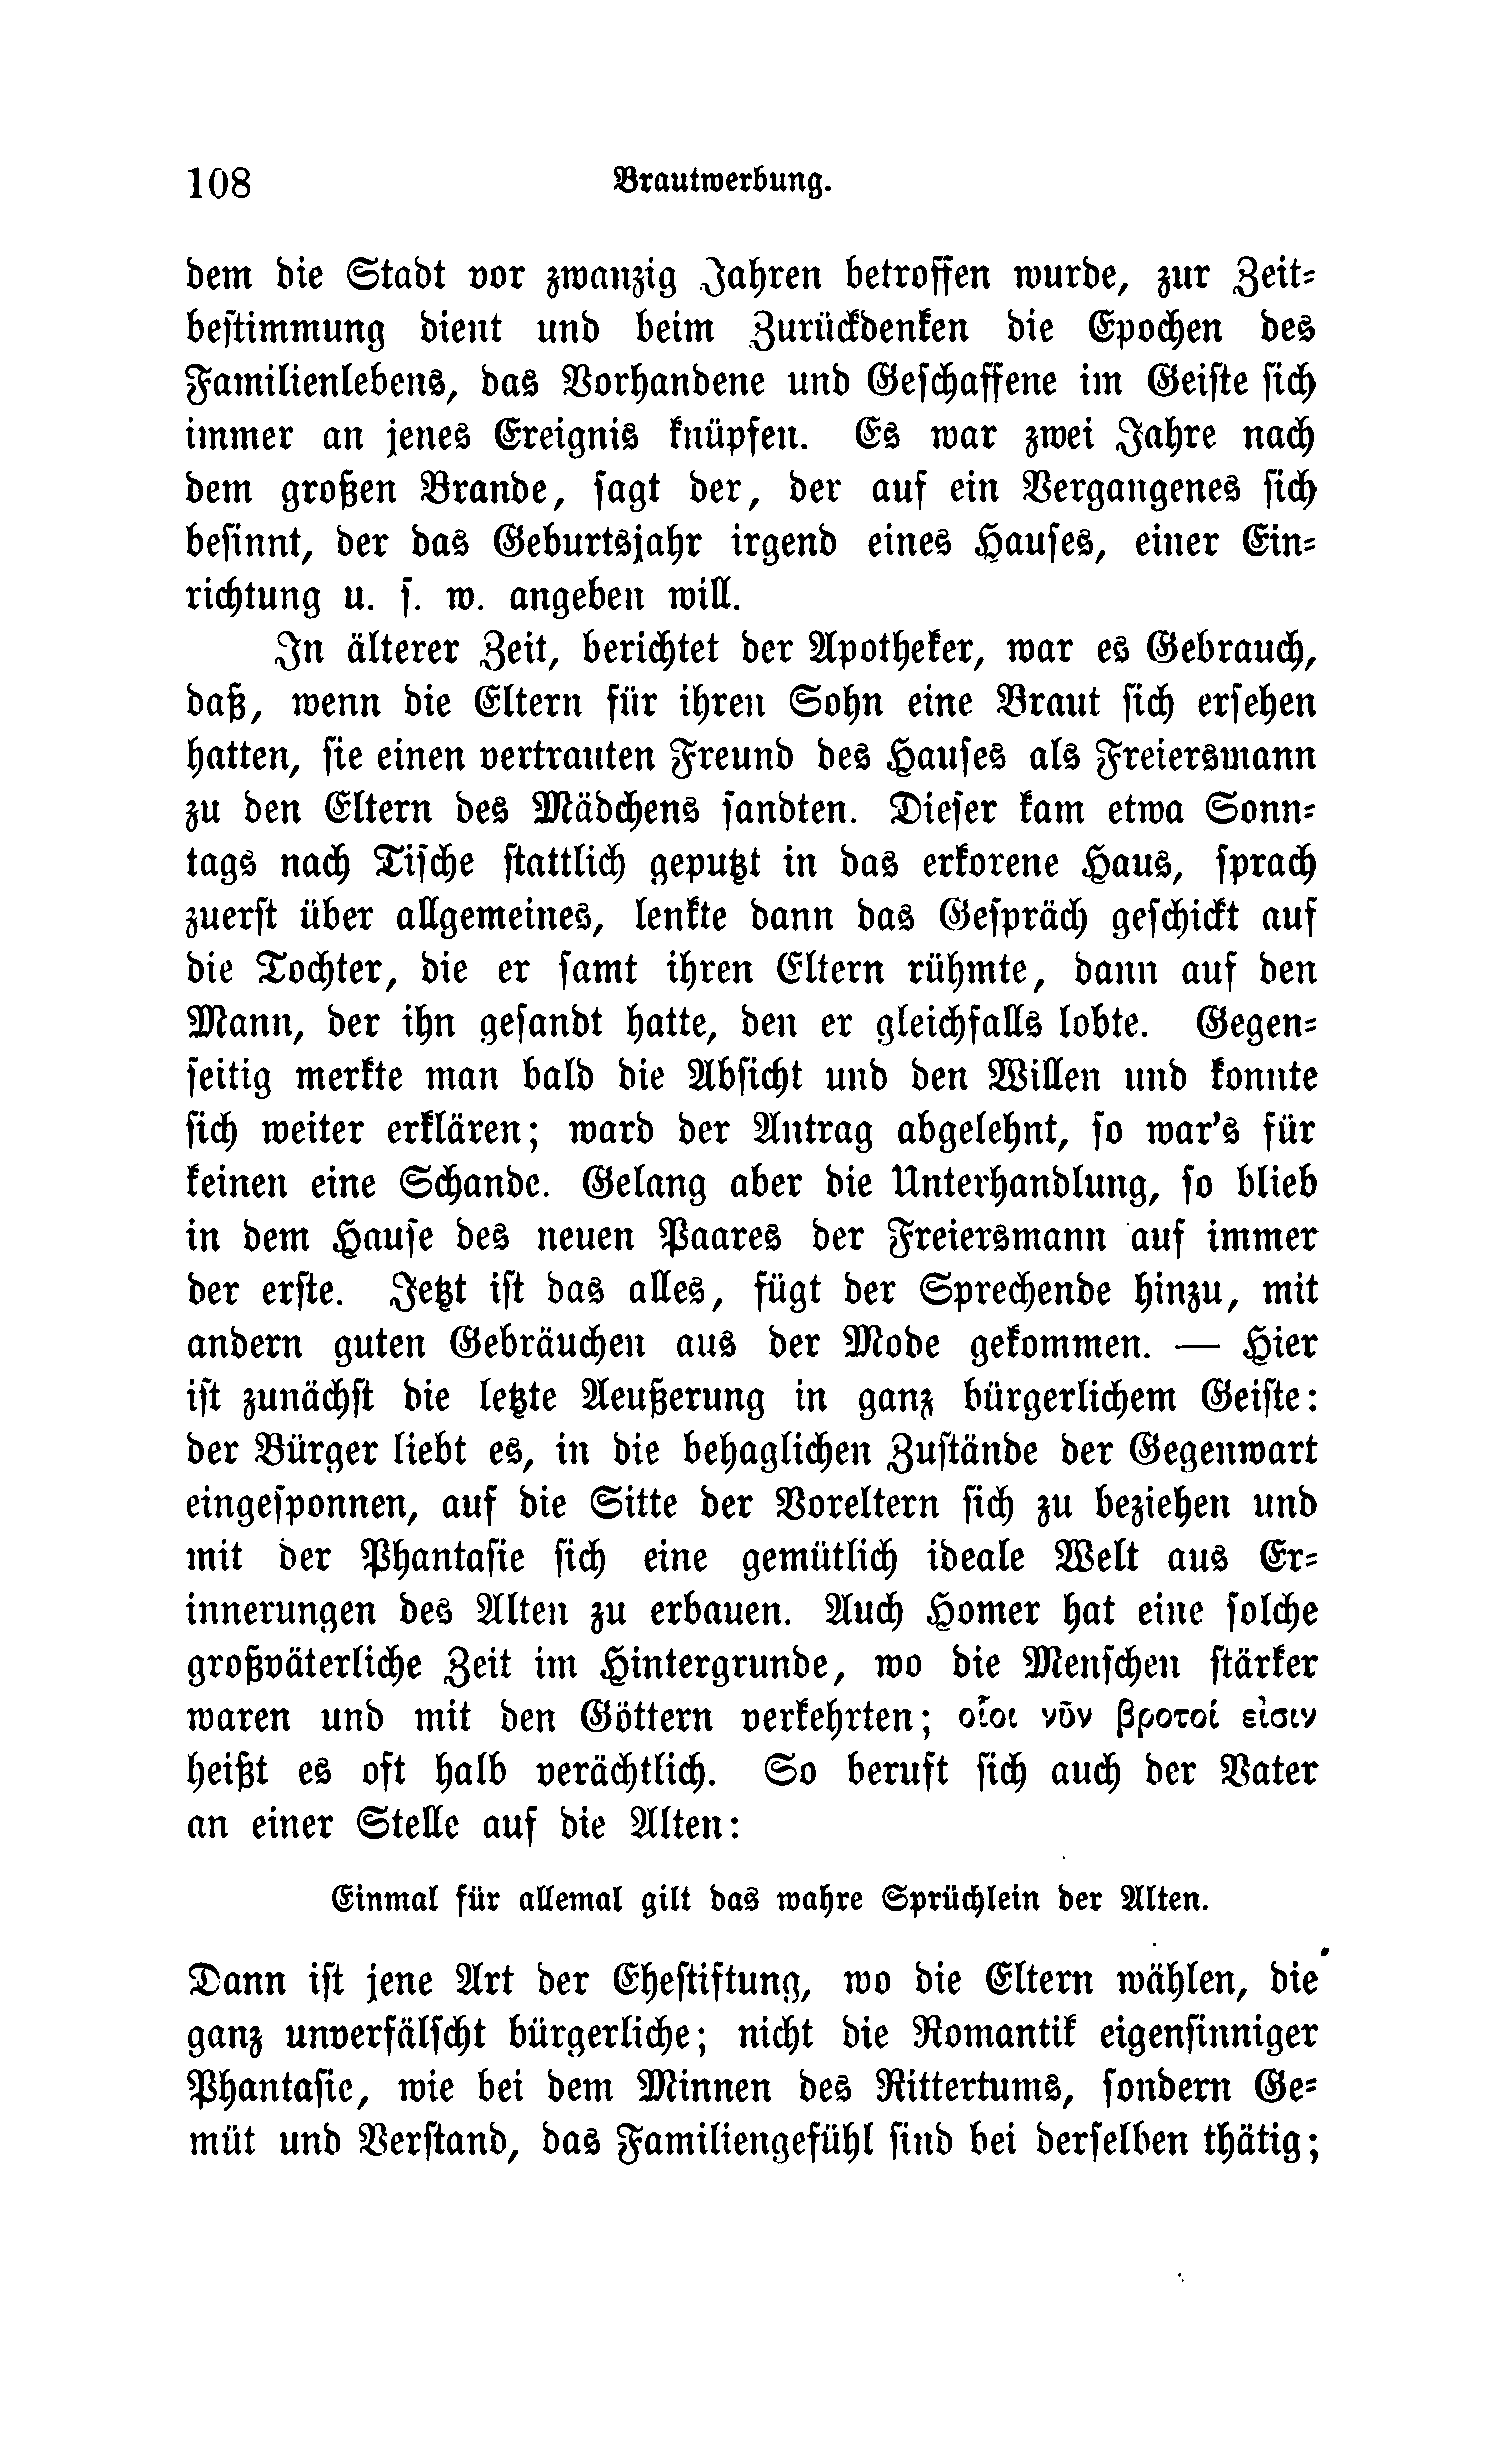 108 Brautwerbung.
dem die Stadt vor zwanzig Jahren betroffen wurde, zur Zeit-
bestimmung dient und beim Zurückdenken die Epochen des
Familienlebens, das Vorhandene und Geschaffene im Geiste sich
immer an jenes Ereignis knüpfen. Es war zwei Jahre nach
dem großen Brande, sagt der, der auf ein Vergangenes sich
besinnt, der das Geburtsjahr irgend eines Hauses, einer Ein-
richtung u. s. w. angeben will.
In älterer Zeit, berichtet der Apotheker, war es Gebrauch,
daß, wenn die Eltern für ihren Sohn eine Braut sich ersehen
hatten, sie einen vertrauten Freund des Hauses als Freiersmann
zu den Eltern des Mädchens sandten. Dieser kam etwa Sonn-
tags nach Tische stattlich geputzt in das erkorene Haus, sprach
zuerst über allgemeines, lenkte dann das Gespräch geschickt auf
die Tochter, die er samt ihren Eltern rühmte, dann auf den
Mann, der ihn gesandt hatte, den er gleichfalls lobte. Gegen-
seitig merkte man bald die Absicht und den Willen und konnte
sich weiter erklären; ward der Antrag abgelehnt, so war's für
keinen eine Schande. Gelang aber die Unterhandlung, so blieb
in dem Hause des neuen Paares der Freiersmann auf immer
der erste. Jetzt ist das alles, fügt der Sprechende hinzu, mit
andern guten Gebräuchen aus der Mode gekommen. — Hier
ist zunächst die letzte Aeußerung in ganz bürgerlichem Geiste:
der Bürger liebt es, in die behaglichen Zustände der Gegenwart
eingesponnen, auf die Sitte der Voreltern sich zu beziehen und
mit der Phantasie sich eine gemütlich ideale Welt aus Er-
innerungen des Alten zu erbauen. Auch Homer hat eine solche
großväterliche Zeit im Hintergrunde, wo die Menschen stärker
waren und mit den Göttern verkehrten; οἷοι νῦν βροτοί εἰσιν
heißt es oft halb verächtlich. So beruft sich auch der Vater
an einer Stelle auf die Alten:
Einmal für allemal gilt das wahre Sprüchlein der Alten.
Dann ist jene Art der Ehestiftung, wo die Eltern wählen, die
ganz unverfälscht bürgerliche; nicht die Romantik eigensinniger
Phantasie, wie bei dem Minnen des Rittertums, sondern Ge-
müt und Verstand, das Familiengefühl sind bei derselben thätig;